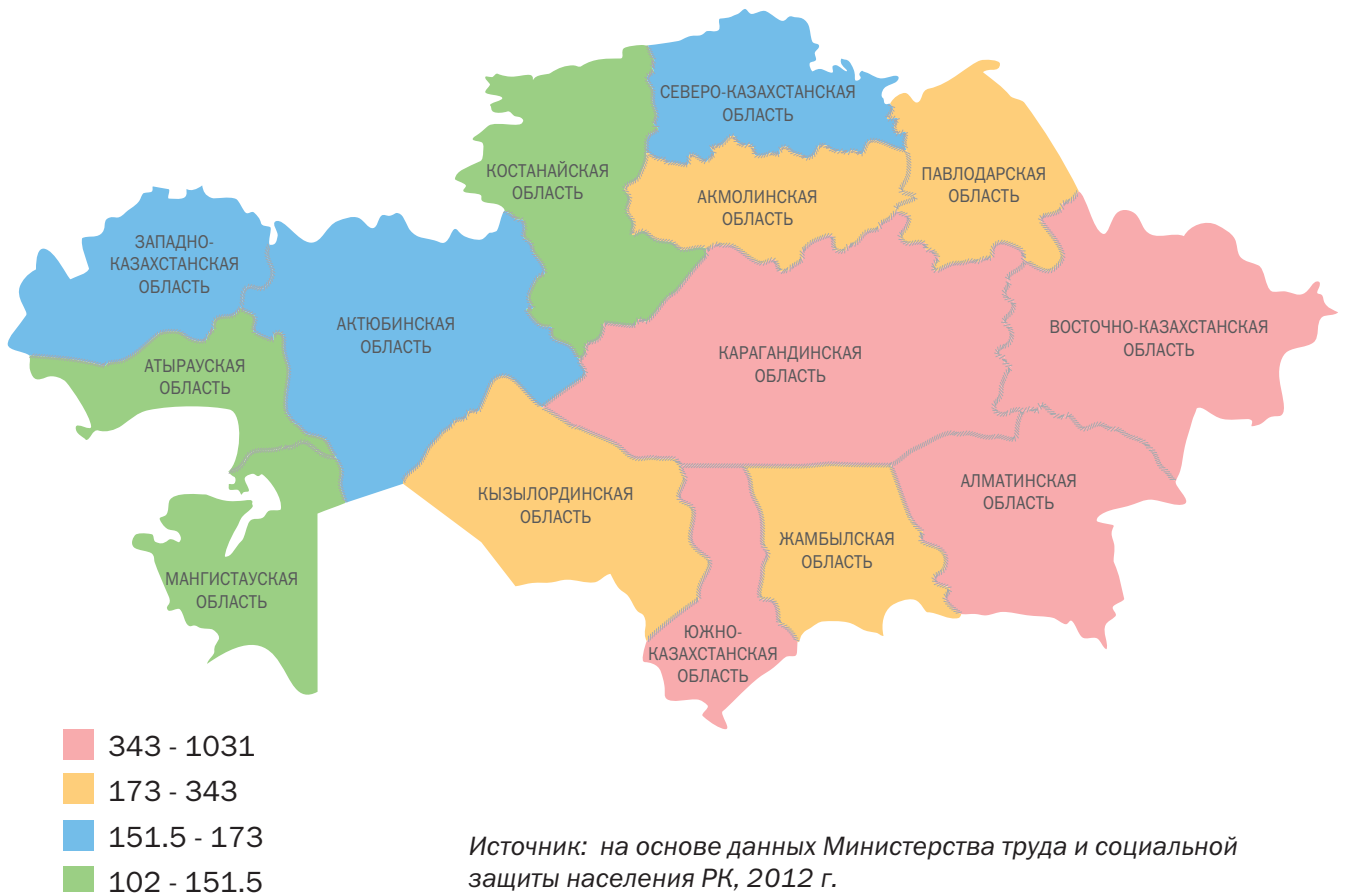 СЕВЕРО-КАЗАХСТАНСКАЯ
ОБЛАСТЬ
КОСТАНАЙСКАЯ
ОБЛАСТЬ
АКМОЛИНСКАЯ
ОБЛАСТЬ
ПАВЛОДАРСКАЯ
ОБЛАСТЬ
ЗАПАДНО-
КАЗАХСТАНСКАЯ
ОБЛАСТЬ
АКТЮБИНСКАЯ
ОБЛАСТЬ
АТЫРАУСКАЯ
ОБЛАСТЬ
КАРАГАНДИНСКАЯ
ОБЛАСТЬ
ВОСТОЧНО-КАЗАХСТАНСКАЯ
ОБЛАСТЬ
КЫЗЫЛОРДИНСКАЯ
ОБЛАСТЬ
АЛМАТИНСКАЯ
ОБЛАСТЬ
ЖАМБЫЛСКАЯ
ОБЛАСТЬ
МАНГИСТАУСКАЯ
ОБЛАСТЬ
ЮЖНО-
КАЗАХСТАНСКАЯ
ОБЛАСТЬ
343 - 1031
173 - 343
151.5 - 173
102 - 151.5
Источник: на основе данных Министерства труда и социальной
защиты населения РК, 2012 г.